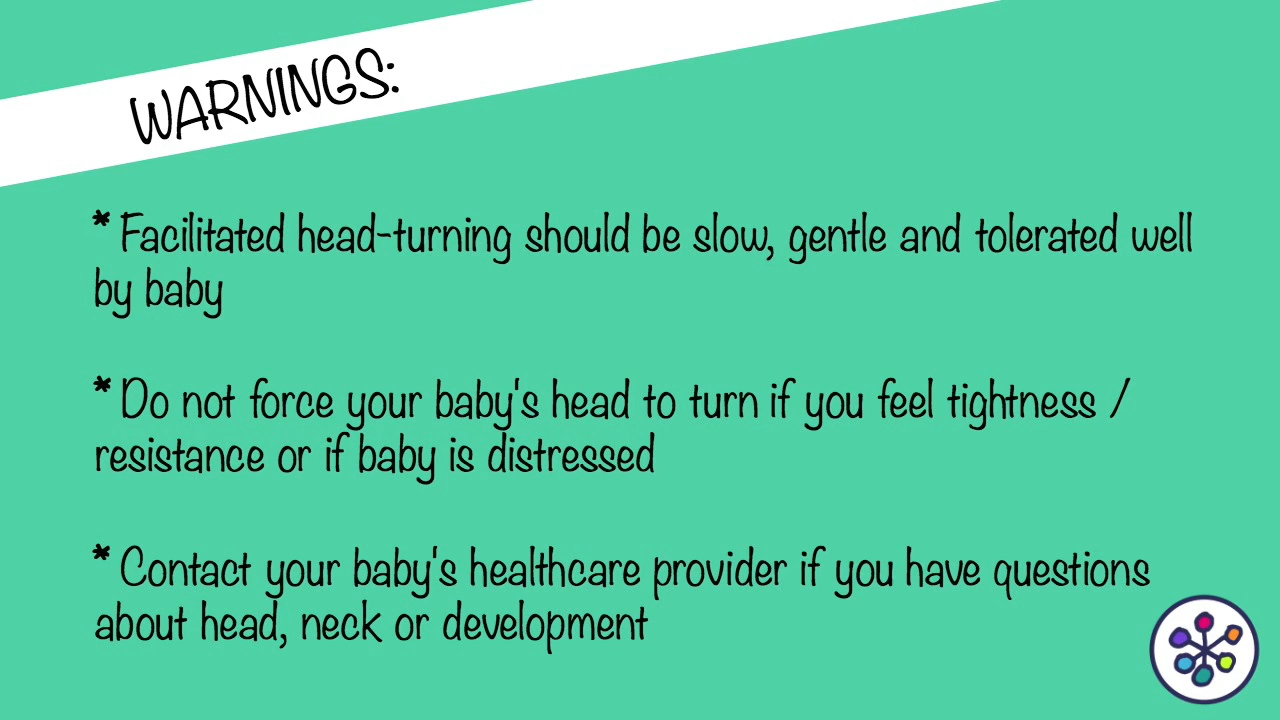 WARNINGS:
* Facilitated head-turning should be slow, gentle and tolerated well
by baby
* Do not force your baby's head to turn if you feel tightness /
resistance or if baby is distressed
* Contact your baby's healthcare provider if you have questions
about head, neck or development